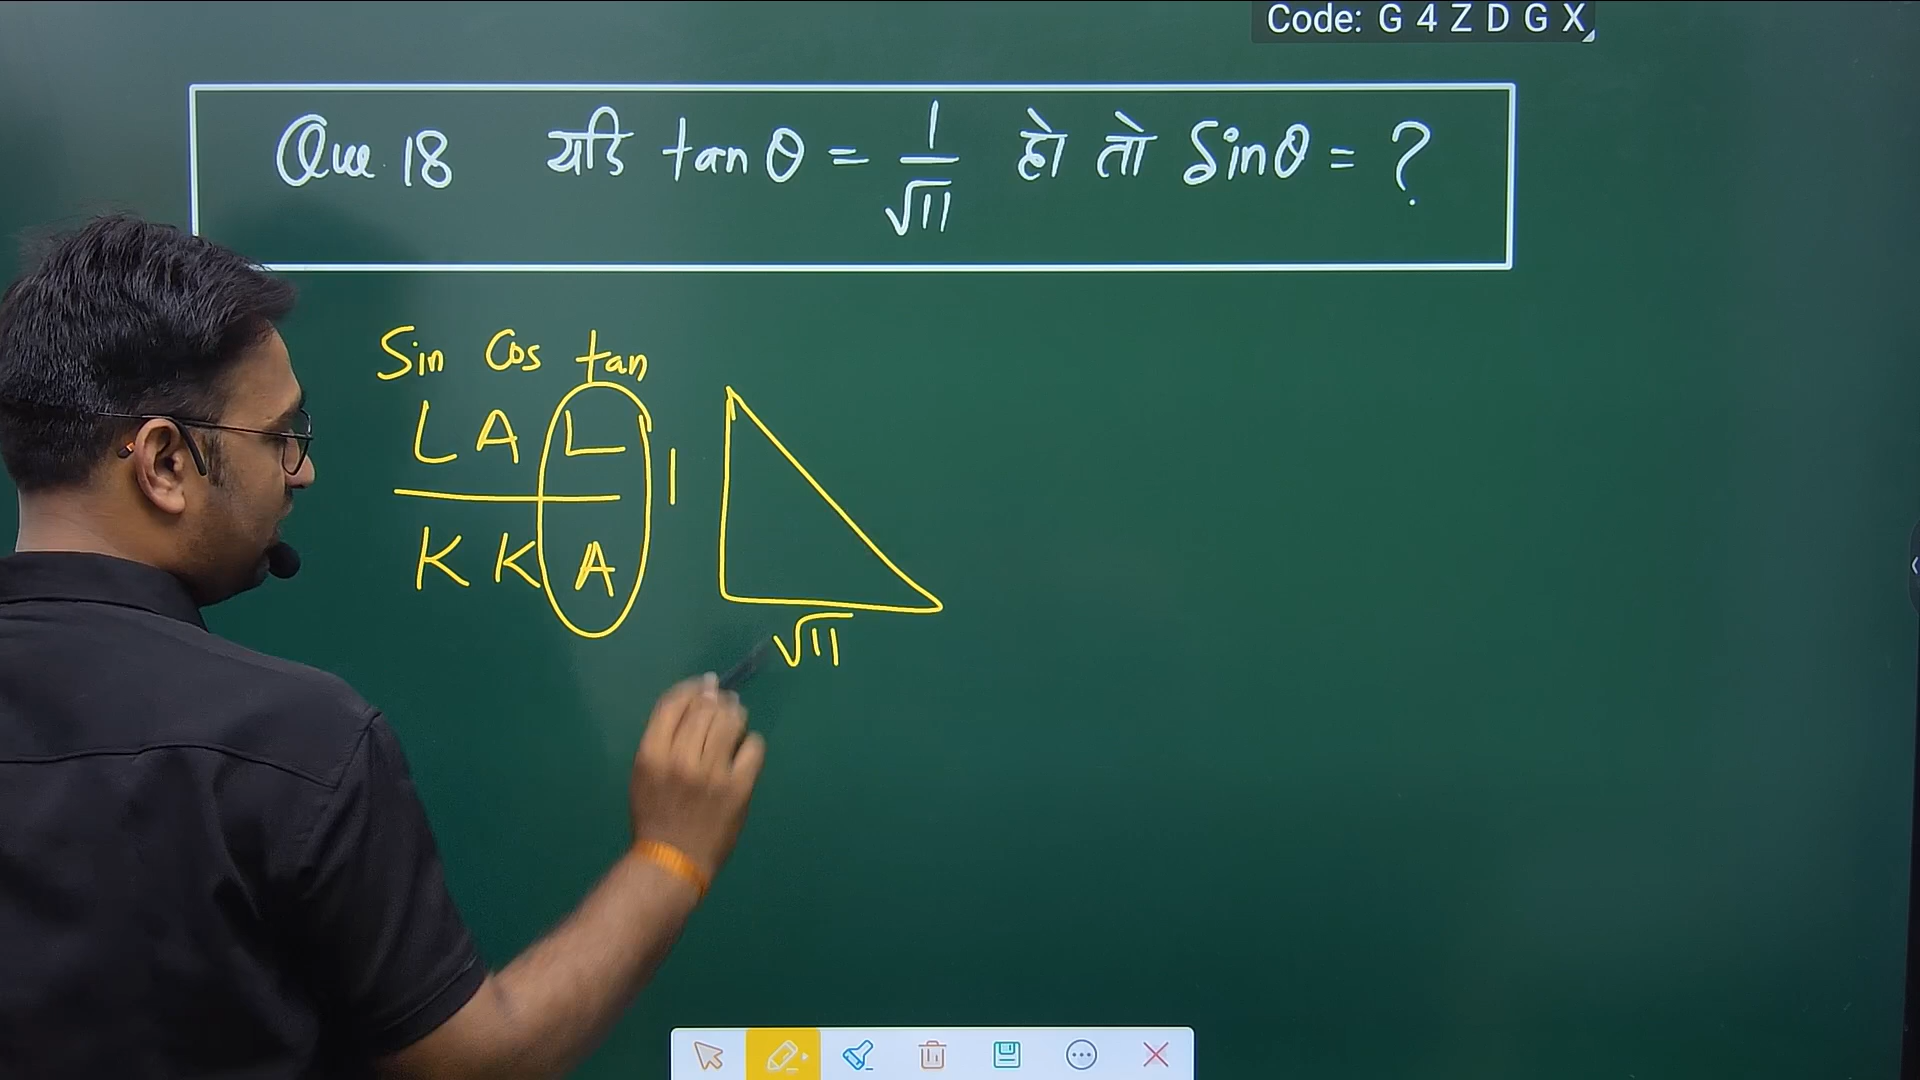 Code: G 4 Z D G X
Que. 18 यदि tan θ = 1/√11 हो तो Sinθ = ?
Sin Cos tan
L A L
K K A
1
√11